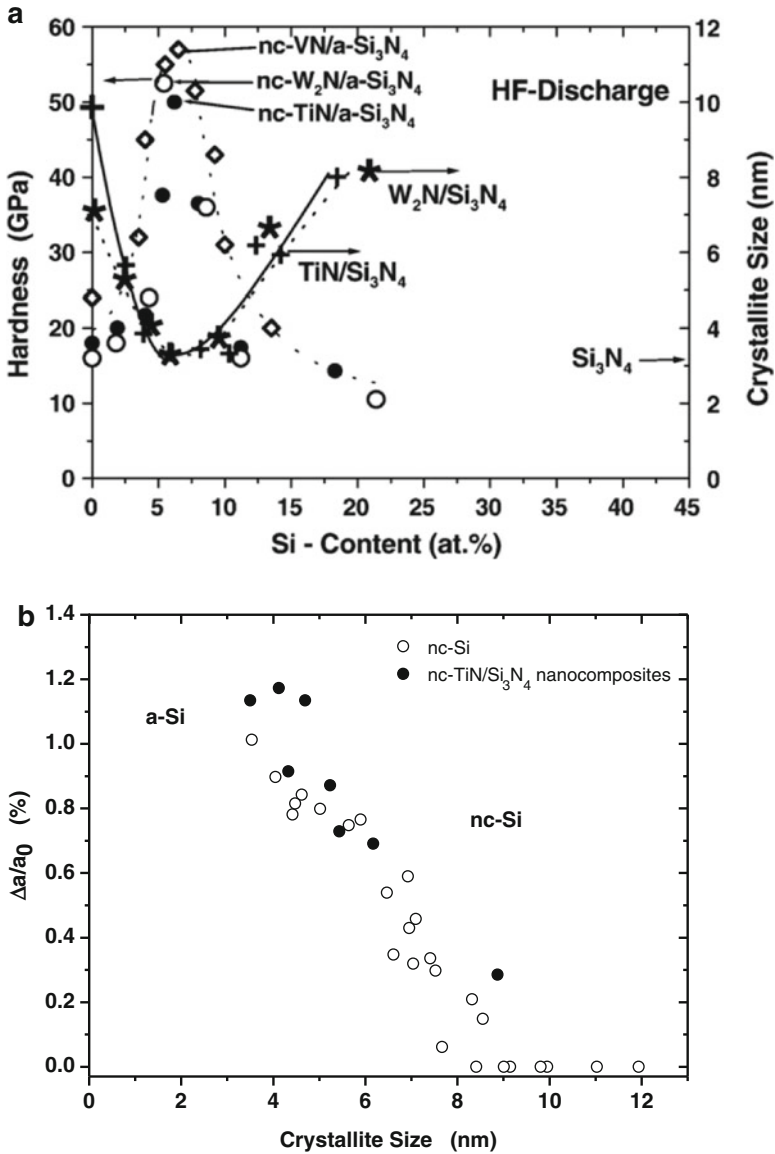 a
60
50
40
30
20
10
0
Hardness (GPa)
12
10
8
6
4
2
0
Crystallite Size (nm)
nc-VN/a-Si₃N₄
nc-W₂N/a-Si₃N₄
nc-TiN/a-Si₃N₄
HF-Discharge
W₂N/Si₃N₄
TiN/Si₃N₄
Si₃N₄
0 5 10 15 20 25 30 35 40 45
Si - Content (at.%)
b
1.4
1.2
1.0
0.8
0.6
0.4
0.2
0.0
Δa/a₀ (%)
nc-Si
nc-TiN/Si₃N₄ nanocomposites
a-Si
nc-Si
0 2 4 6 8 10 12
Crystallite Size (nm)